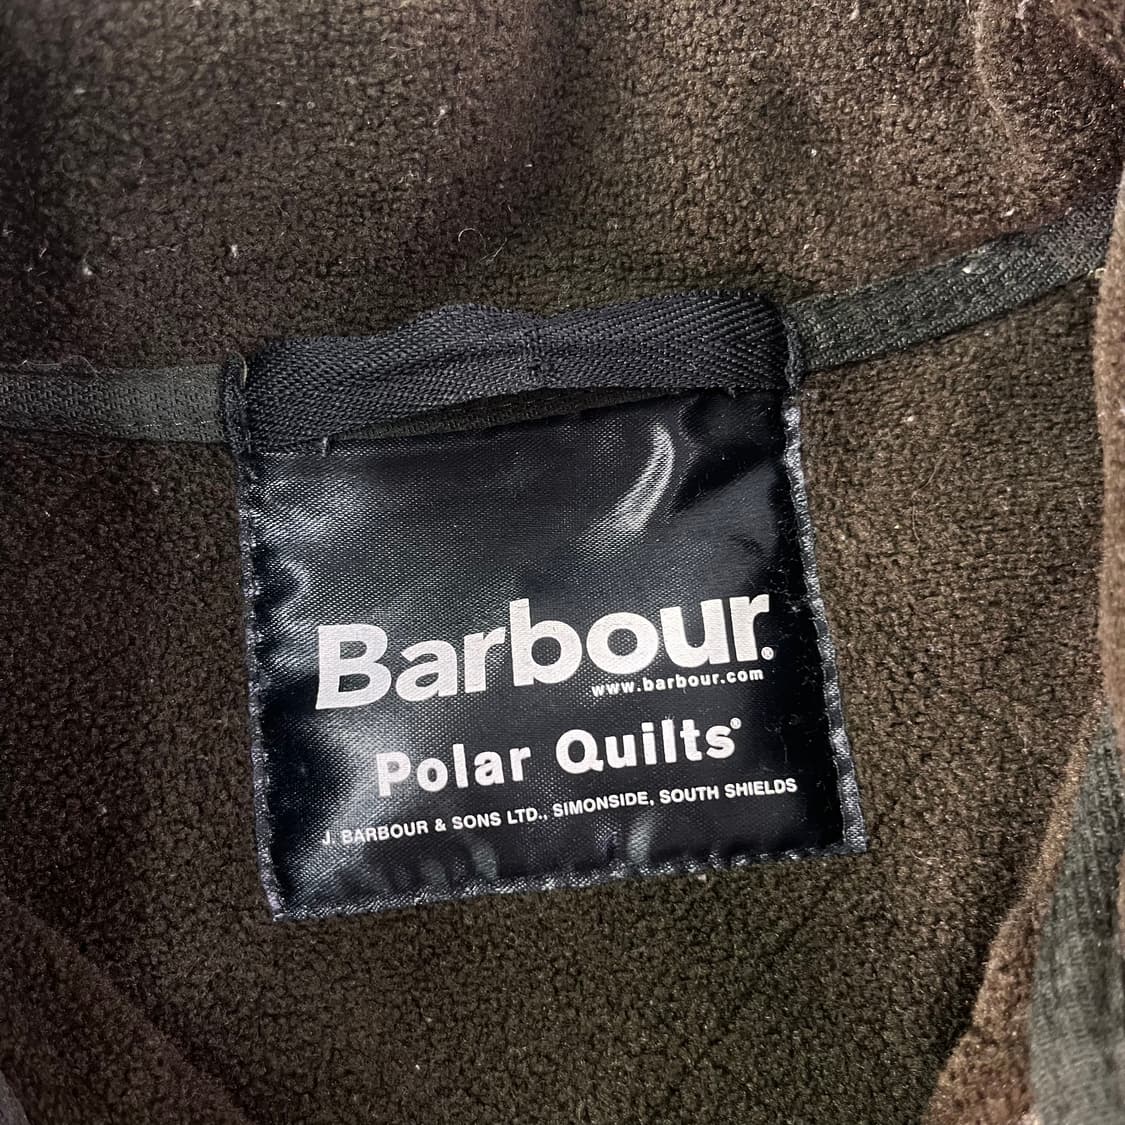 Barbour®
www.barbour.com
Polar Quilts®
J. BARBOUR & SONS LTD., SIMONSIDE, SOUTH SHIELDS